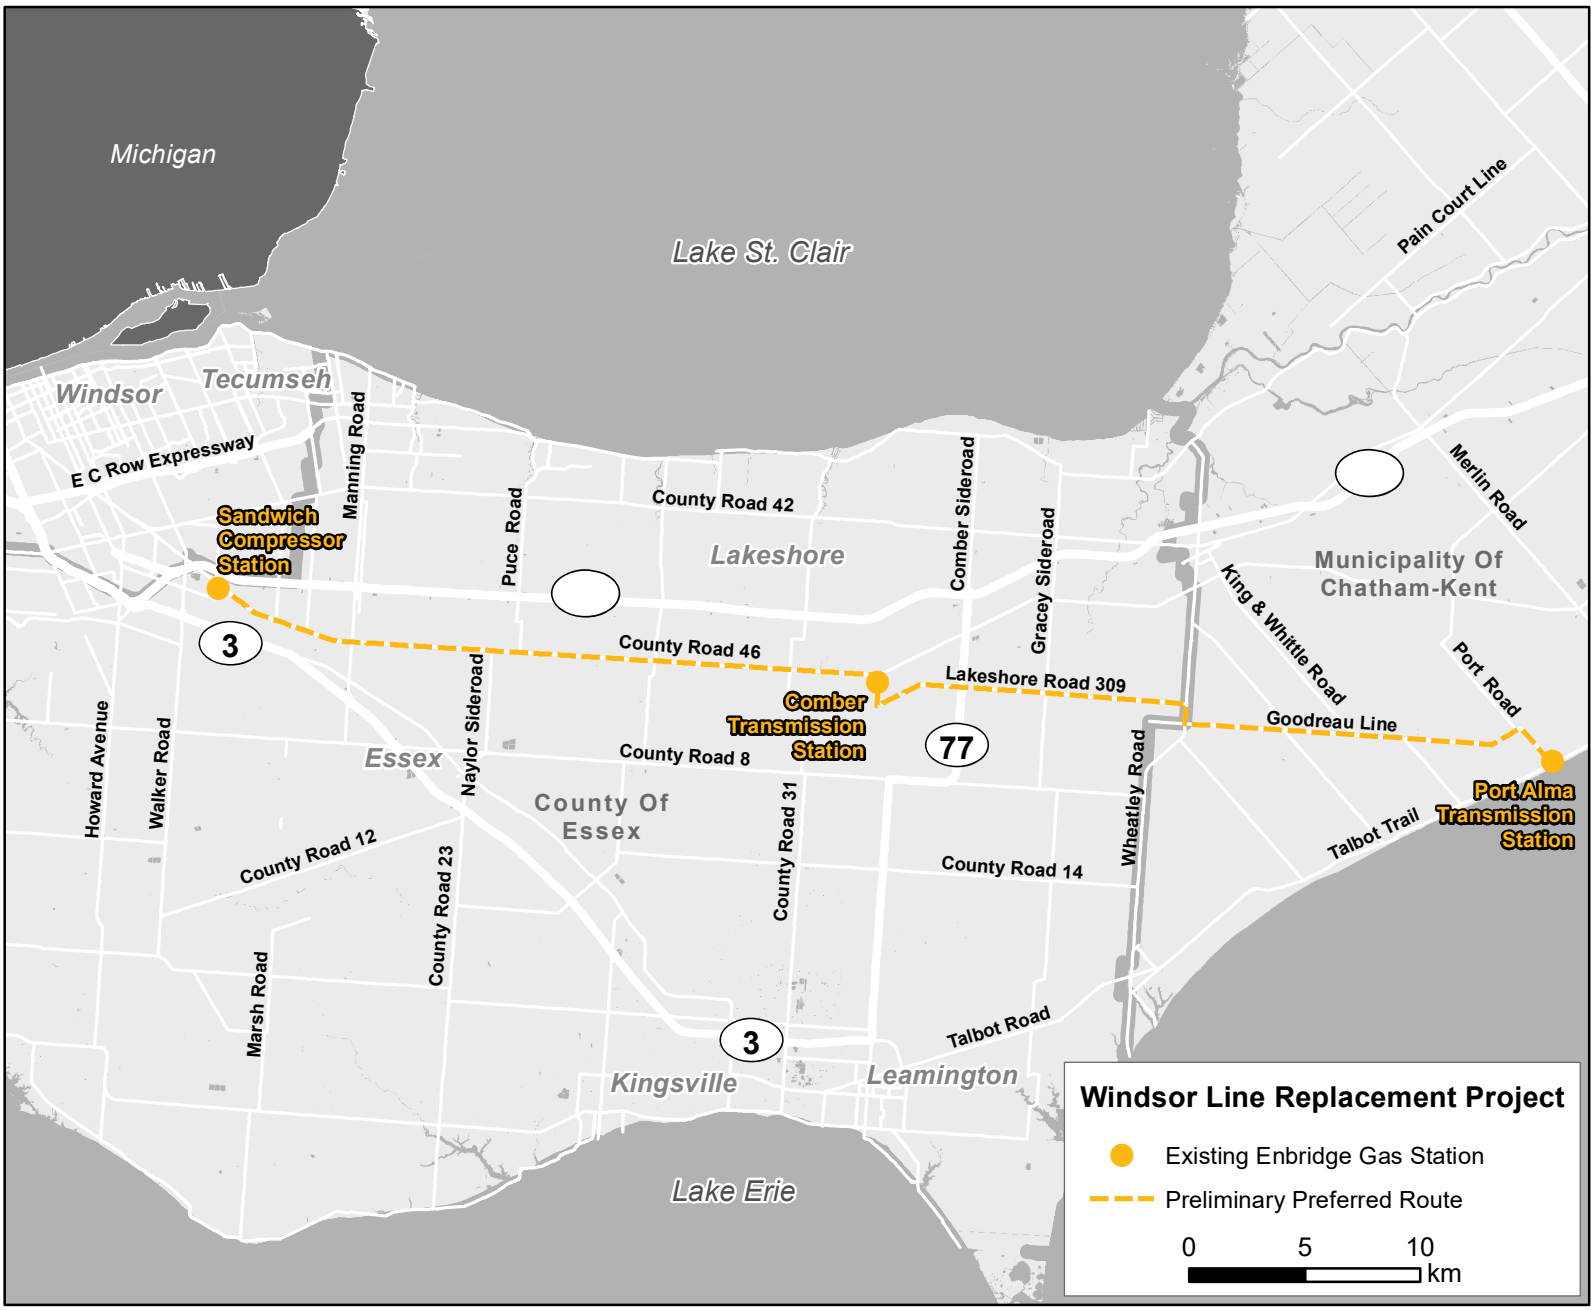 Michigan
Lake St. Clair
Pain Court Line
Windsor
Tecumseh
Manning Road
E C Row Expressway
Merlin Road
County Road 42
Comber Sideroad
Puce Road
Gracey Sideroad
Sandwich
Compressor
Station
Lakeshore
Municipality Of
Chatham-Kent
King & Whittle Road
3
County Road 46
Port Road
Lakeshore Road 309
Comber
Transmission
Station
Goodreau Line
77
Naylor Sideroad
Howard Avenue
Walker Road
Essex
County Road 8
Wheatley Road
Port Alma
Transmission
Station
County Of
Essex
County Road 31
Talbot Trail
County Road 12
County Road 23
County Road 14
Marsh Road
3
Talbot Road
Kingsville
Leamington
Lake Erie
Windsor Line Replacement Project
Existing Enbridge Gas Station
Preliminary Preferred Route
0 5 10
km